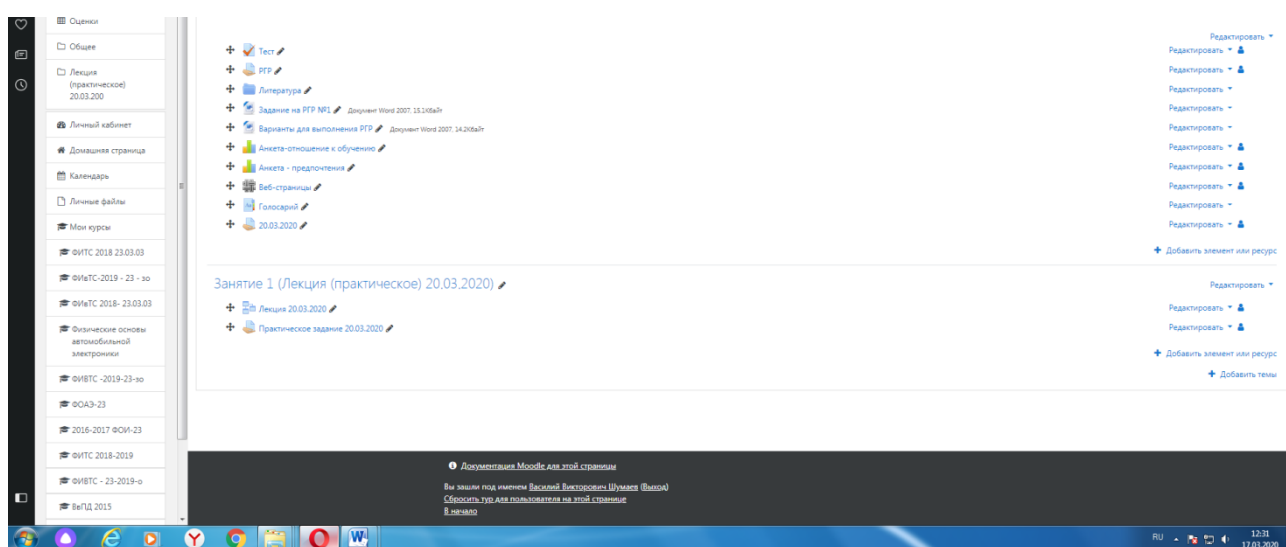 Оценки
Общее
Лекция
(практическое)
20.03.200
Личный кабинет
Домашняя страница
Календарь
Личные файлы
Мои курсы
ФИТС 2018 23.03.03
ФИвТС-2019 - 23 - зо
ФИвТС 2018- 23.03.03
Физические основы
автомобильной
электроники
ФИВТС -2019-23-зо
ФОАЭ-23
2016-2017 ФОИ-23
ФИТС 2018-2019
ФИВТС - 23-2019-о
ВвПД 2015
Редактировать
Тест Редактировать
РГР Редактировать
Литература Редактировать
Задание на РГР №1 Документ Word 2007, 15.1Кбайт Редактировать
Варианты для выполнения РГР Документ Word 2007, 14.2Кбайт Редактировать
Анкета-отношение к обучению Редактировать
Анкета - предпочтения Редактировать
Веб-страницы Редактировать
Голосарий Редактировать
20.03.2020 Редактировать
Добавить элемент или ресурс
Занятие 1 (Лекция (практическое) 20.03.2020) Редактировать
Лекция 20.03.2020 Редактировать
Практическое задание 20.03.2020 Редактировать
Добавить элемент или ресурс
Добавить темы
Документация Moodle для этой страницы
Вы зашли под именем Василий Викторович Шумаев (Выход)
Сбросить тур для пользователя на этой странице
В начало
RU 12:31
17.03.2020